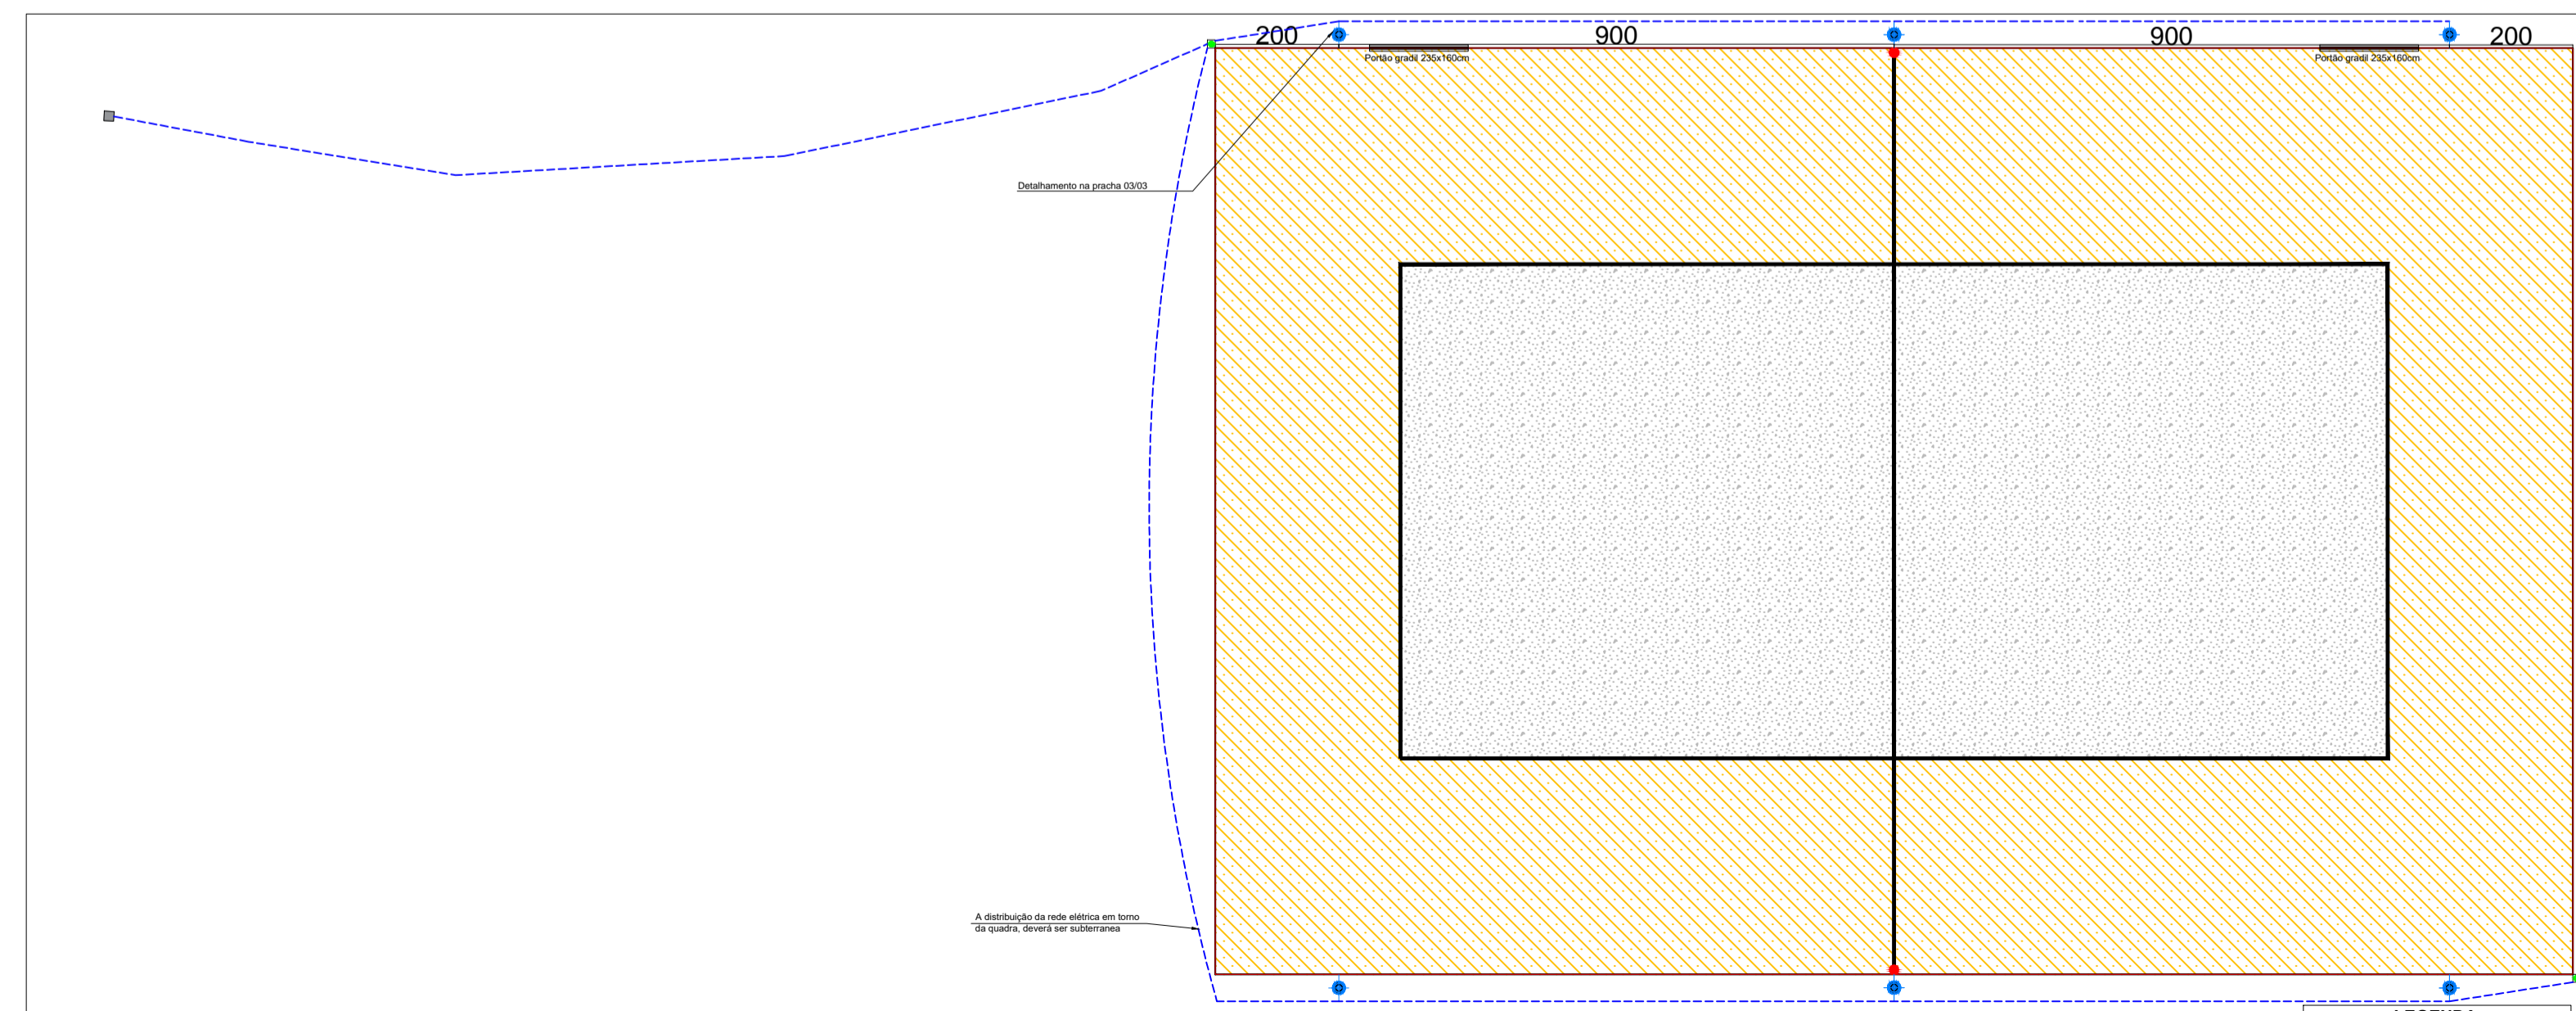 200
900
900
200
Portão gradil 235x160cm
Portão gradil 235x160cm
Detalhamento na pracha 03/03
A distribuição da rede elétrica em torno
da quadra, deverá ser subterranea